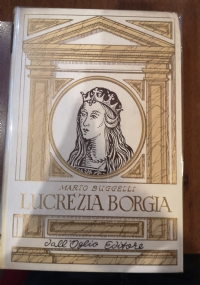 MARIO BUGGELLI
LUCREZIA BORGIA
dall'Oglio Editore